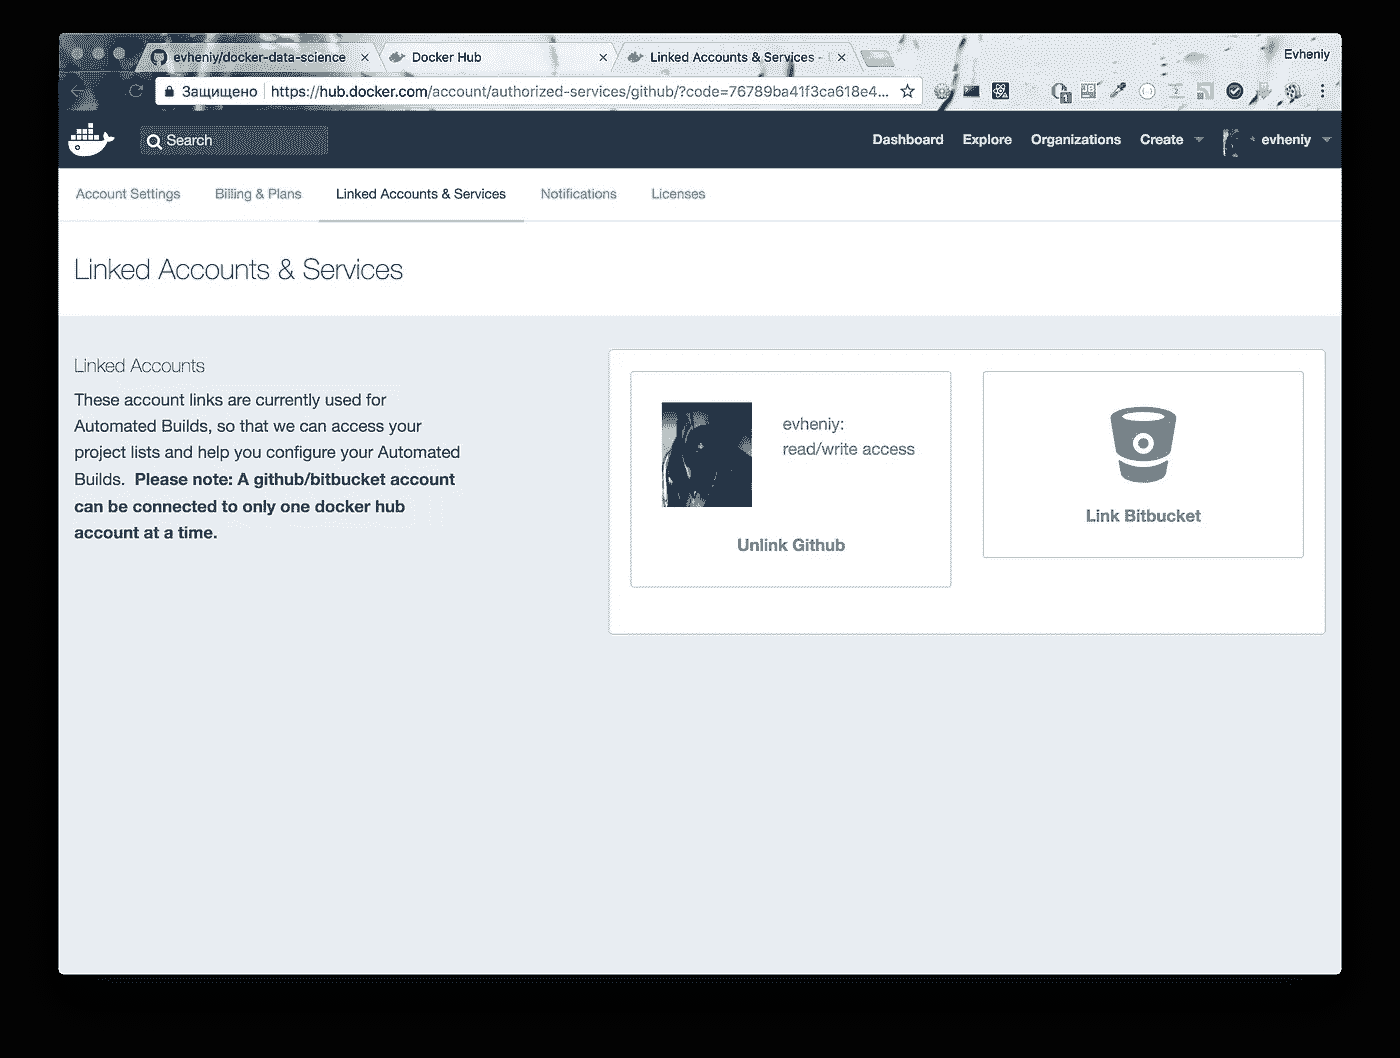 evheniy/docker-data-science
Docker Hub
Linked Accounts & Services -
Evheniy
Защищено
https://hub.docker.com/account/authorized-services/github/?code=76789ba41f3ca618e4...
Search
Dashboard
Explore
Organizations
Create
evheniy
Account Settings
Billing & Plans
Linked Accounts & Services
Notifications
Licenses
Linked Accounts & Services
Linked Accounts
These account links are currently used for
Automated Builds, so that we can access your
project lists and help you configure your Automated
Builds. Please note: A github/bitbucket account
can be connected to only one docker hub
account at a time.
evheniy:
read/write access
Unlink Github
Link Bitbucket